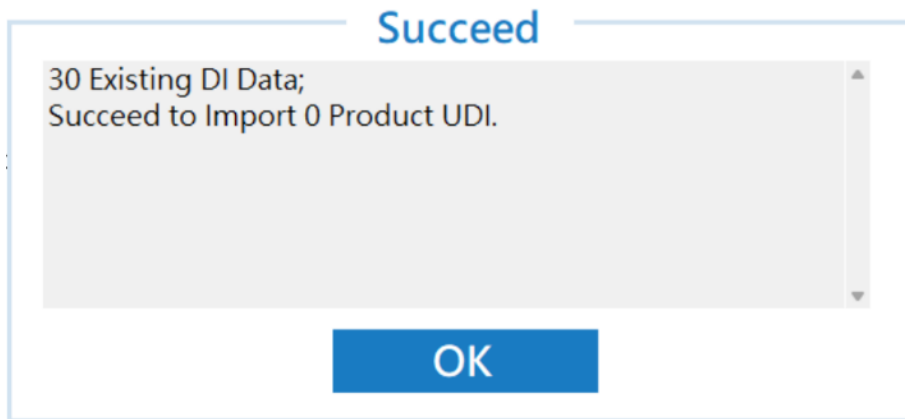 Succeed
30 Existing DI Data;
Succeed to Import 0 Product UDI.
OK